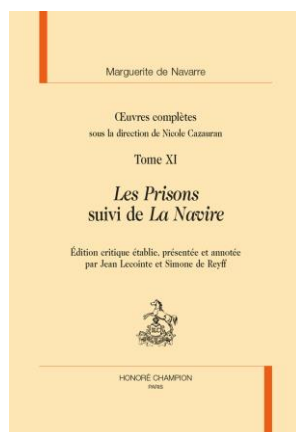 Marguerite de Navarre
Œuvres complètes
sous la direction de Nicole Cazauran
Tome XI
Les Prisons
suivi de La Navire
Édition critique établie, présentée et annotée
par Jean Lecointe et Simone de Reyff
HONORÉ CHAMPION
PARIS